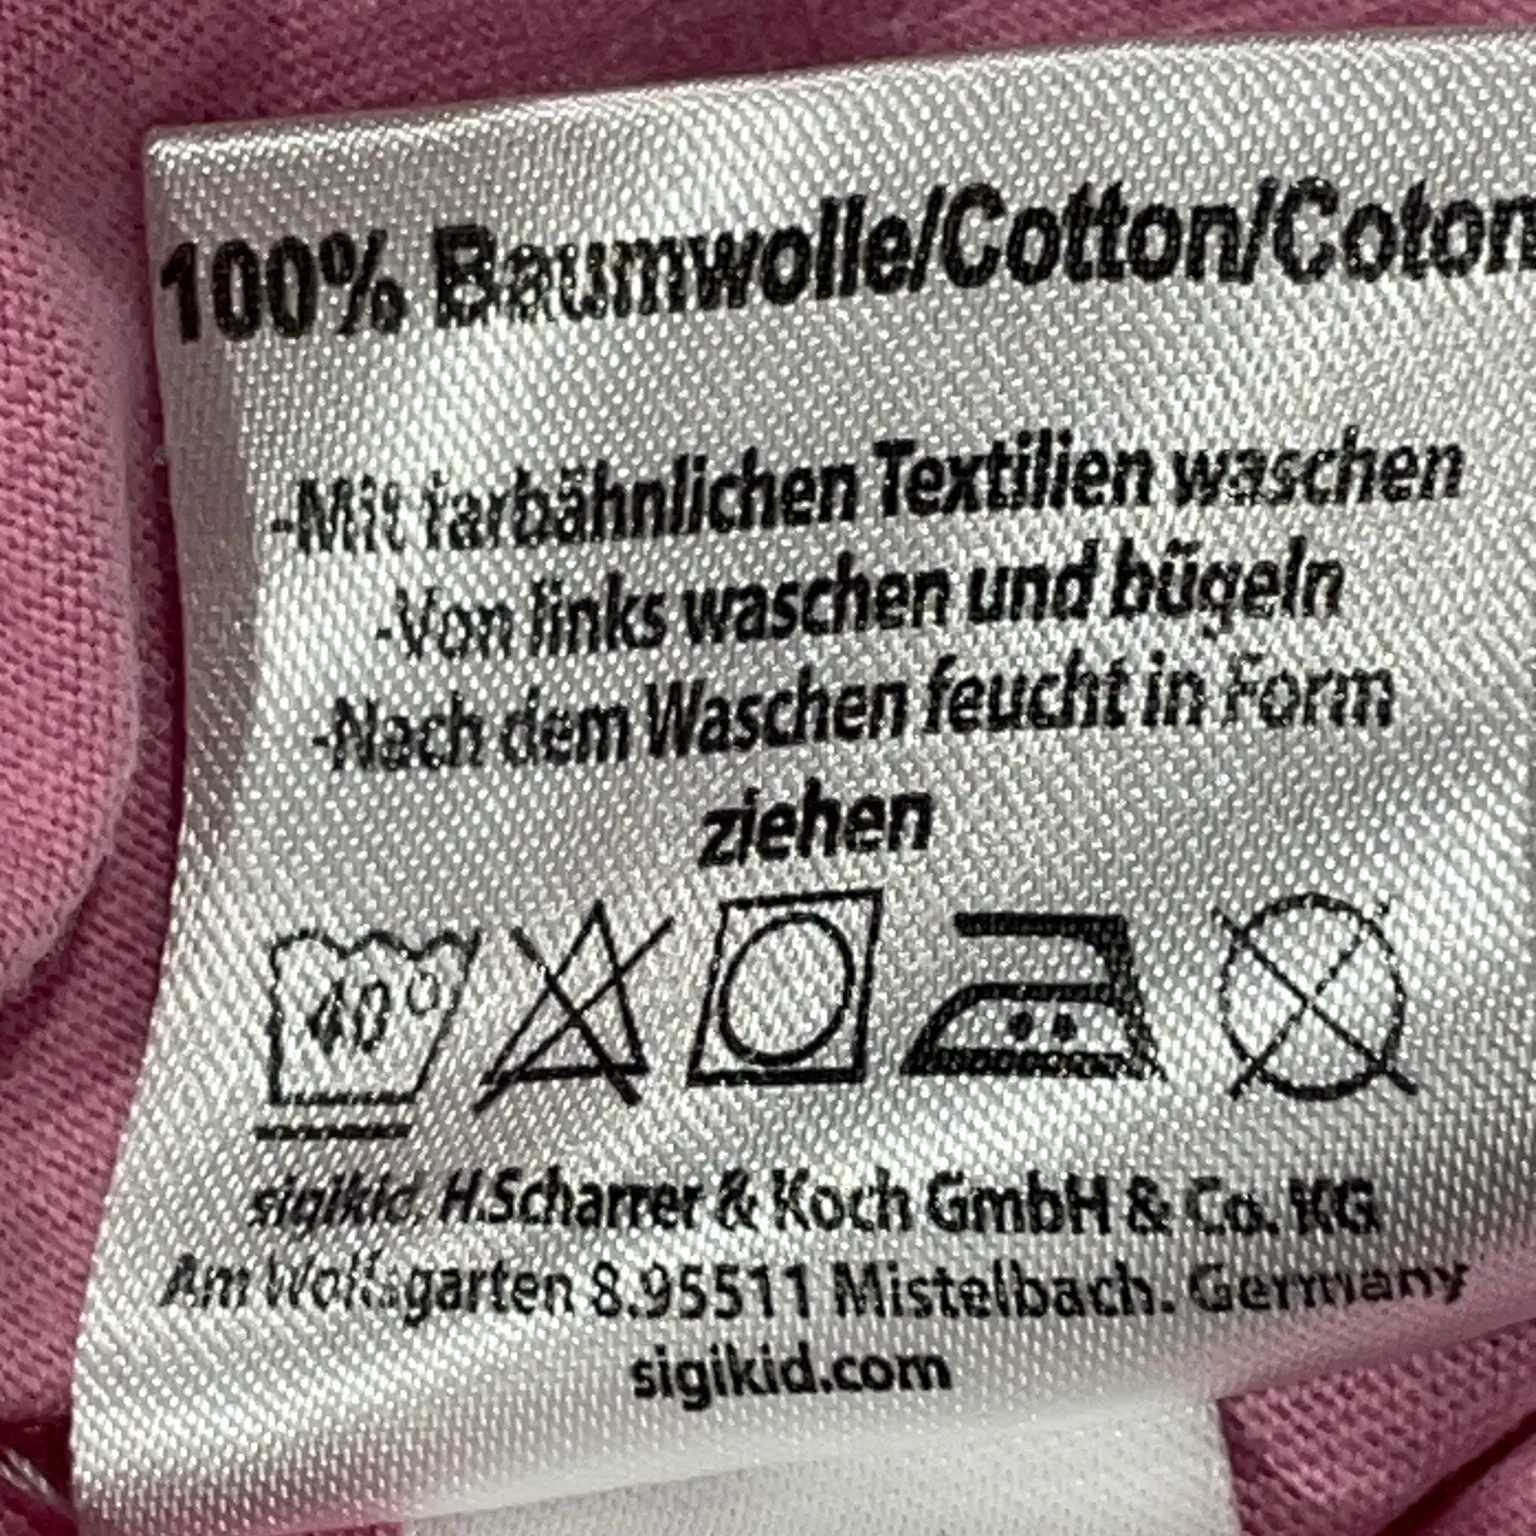 100% Baumwolle/Cotton/Coton
-Mit farbähnlichen Textilien waschen
-Von links waschen und bügeln
-Nach dem Waschen feucht in Form
ziehen
40°
sigikid, H.Scharrer & Koch GmbH & Co. KG
Am Wolfsgarten 8.95511 Mistelbach. Germany
sigikid.com